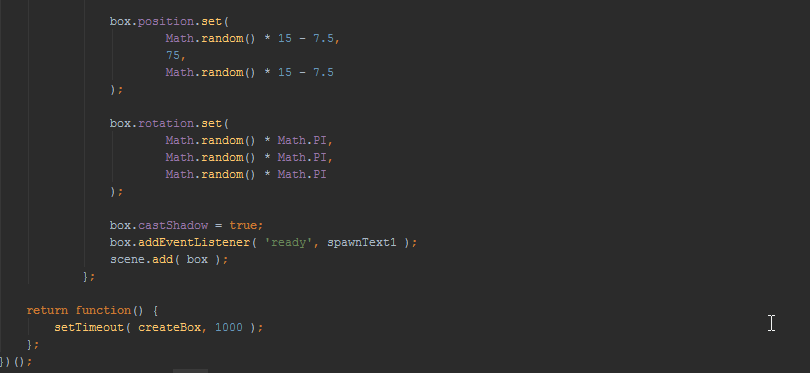 box.position.set(
Math.random() * 15 - 7.5,
75,
Math.random() * 15 - 7.5
);
box.rotation.set(
Math.random() * Math.PI,
Math.random() * Math.PI,
Math.random() * Math.PI
);
box.castShadow = true;
box.addEventListener( 'ready', spawnText1 );
scene.add( box );
};
return function() {
setTimeout( createBox, 1000 );
};
})();